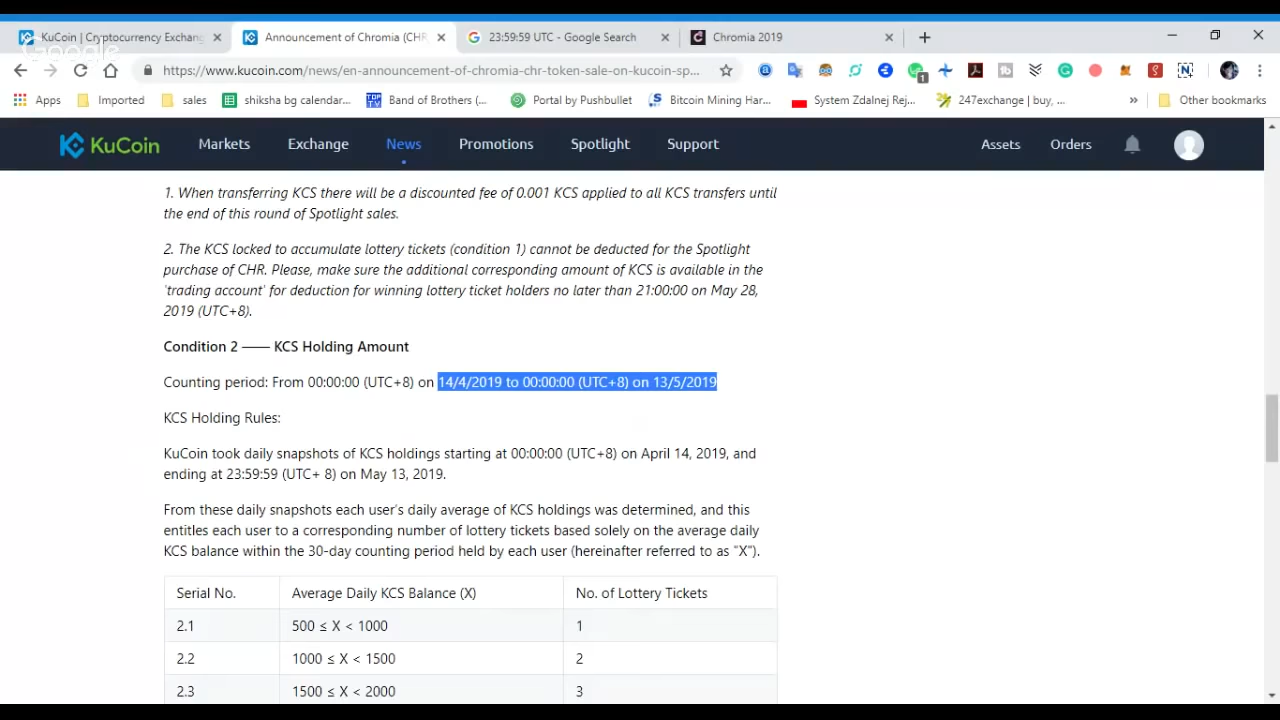 KuCoin | Cryptocurrency Exchang
Announcement of Chromia (CHR
23:59:59 UTC - Google Search
Chromia 2019
Google
https://www.kucoin.com/news/en-announcement-of-chromia-chr-token-sale-on-kucoin-sp...
1
Apps
Imported
sales
shiksha bg calendar...
Band of Brothers (...
Portal by Pushbullet
Bitcoin Mining Har...
System Zdalnej Rej...
247exchange | buy, ...
»
Other bookmarks
KuCoin
Markets
Exchange
News
Promotions
Spotlight
Support
Assets
Orders
1. When transferring KCS there will be a discounted fee of 0.001 KCS applied to all KCS transfers until
the end of this round of Spotlight sales.
2. The KCS locked to accumulate lottery tickets (condition 1) cannot be deducted for the Spotlight
purchase of CHR. Please, make sure the additional corresponding amount of KCS is available in the
'trading account' for deduction for winning lottery ticket holders no later than 21:00:00 on May 28,
2019 (UTC+8).
Condition 2 —— KCS Holding Amount
Counting period: From 00:00:00 (UTC+8) on 14/4/2019 to 00:00:00 (UTC+8) on 13/5/2019
KCS Holding Rules:
KuCoin took daily snapshots of KCS holdings starting at 00:00:00 (UTC+8) on April 14, 2019, and
ending at 23:59:59 (UTC+ 8) on May 13, 2019.
From these daily snapshots each user's daily average of KCS holdings was determined, and this
entitles each user to a corresponding number of lottery tickets based solely on the average daily
KCS balance within the 30-day counting period held by each user (hereinafter referred to as "X").
Serial No. Average Daily KCS Balance (X) No. of Lottery Tickets
2.1 500 ≤ X < 1000 1
2.2 1000 ≤ X < 1500 2
2.3 1500 ≤ X < 2000 3